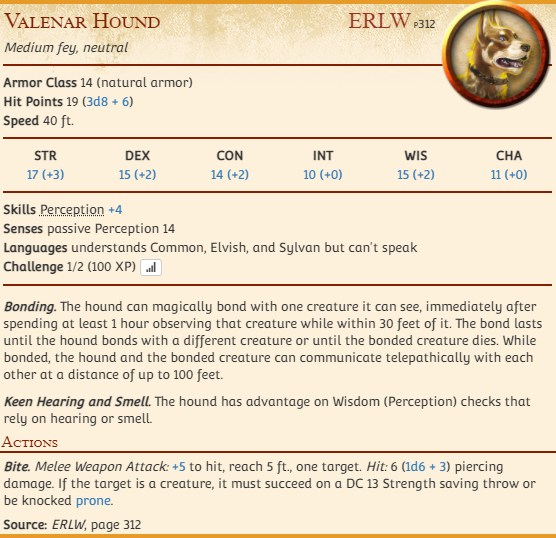 Valenar Hound ERLW P312
Medium fey, neutral
Armor Class 14 (natural armor)
Hit Points 19 (3d8 + 6)
Speed 40 ft.
STR DEX CON INT WIS CHA
17 (+3) 15 (+2) 14 (+2) 10 (+0) 15 (+2) 11 (+0)
Skills Perception +4
Senses passive Perception 14
Languages understands Common, Elvish, and Sylvan but can't speak
Challenge 1/2 (100 XP)
Bonding. The hound can magically bond with one creature it can see, immediately after
spending at least 1 hour observing that creature while within 30 feet of it. The bond lasts
until the hound bonds with a different creature or until the bonded creature dies. While
bonded, the hound and the bonded creature can communicate telepathically with each
other at a distance of up to 100 feet.
Keen Hearing and Smell. The hound has advantage on Wisdom (Perception) checks that
rely on hearing or smell.
Actions
Bite. Melee Weapon Attack: +5 to hit, reach 5 ft., one target. Hit: 6 (1d6 + 3) piercing
damage. If the target is a creature, it must succeed on a DC 13 Strength saving throw or
be knocked prone.
Source: ERLW, page 312